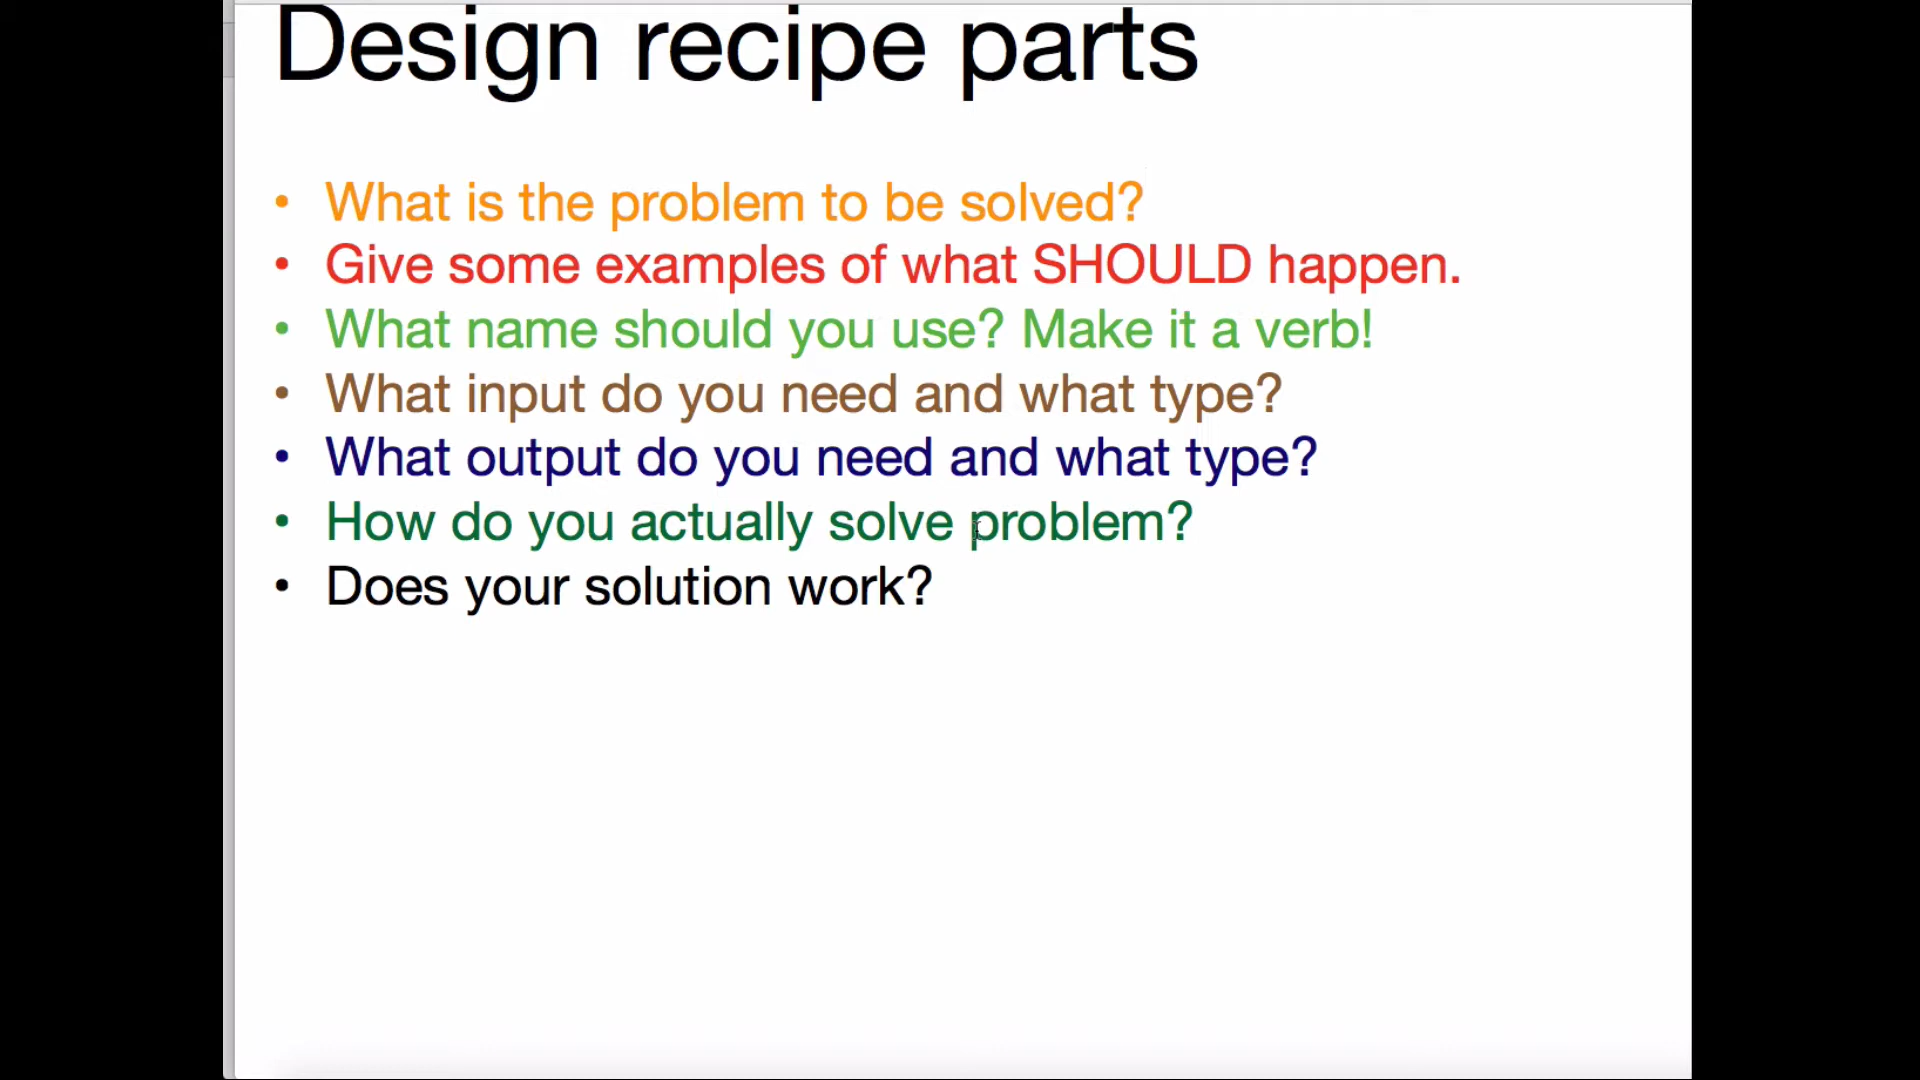 Design recipe parts
• What is the problem to be solved?
• Give some examples of what SHOULD happen.
• What name should you use? Make it a verb!
• What input do you need and what type?
• What output do you need and what type?
• How do you actually solve problem?
• Does your solution work?